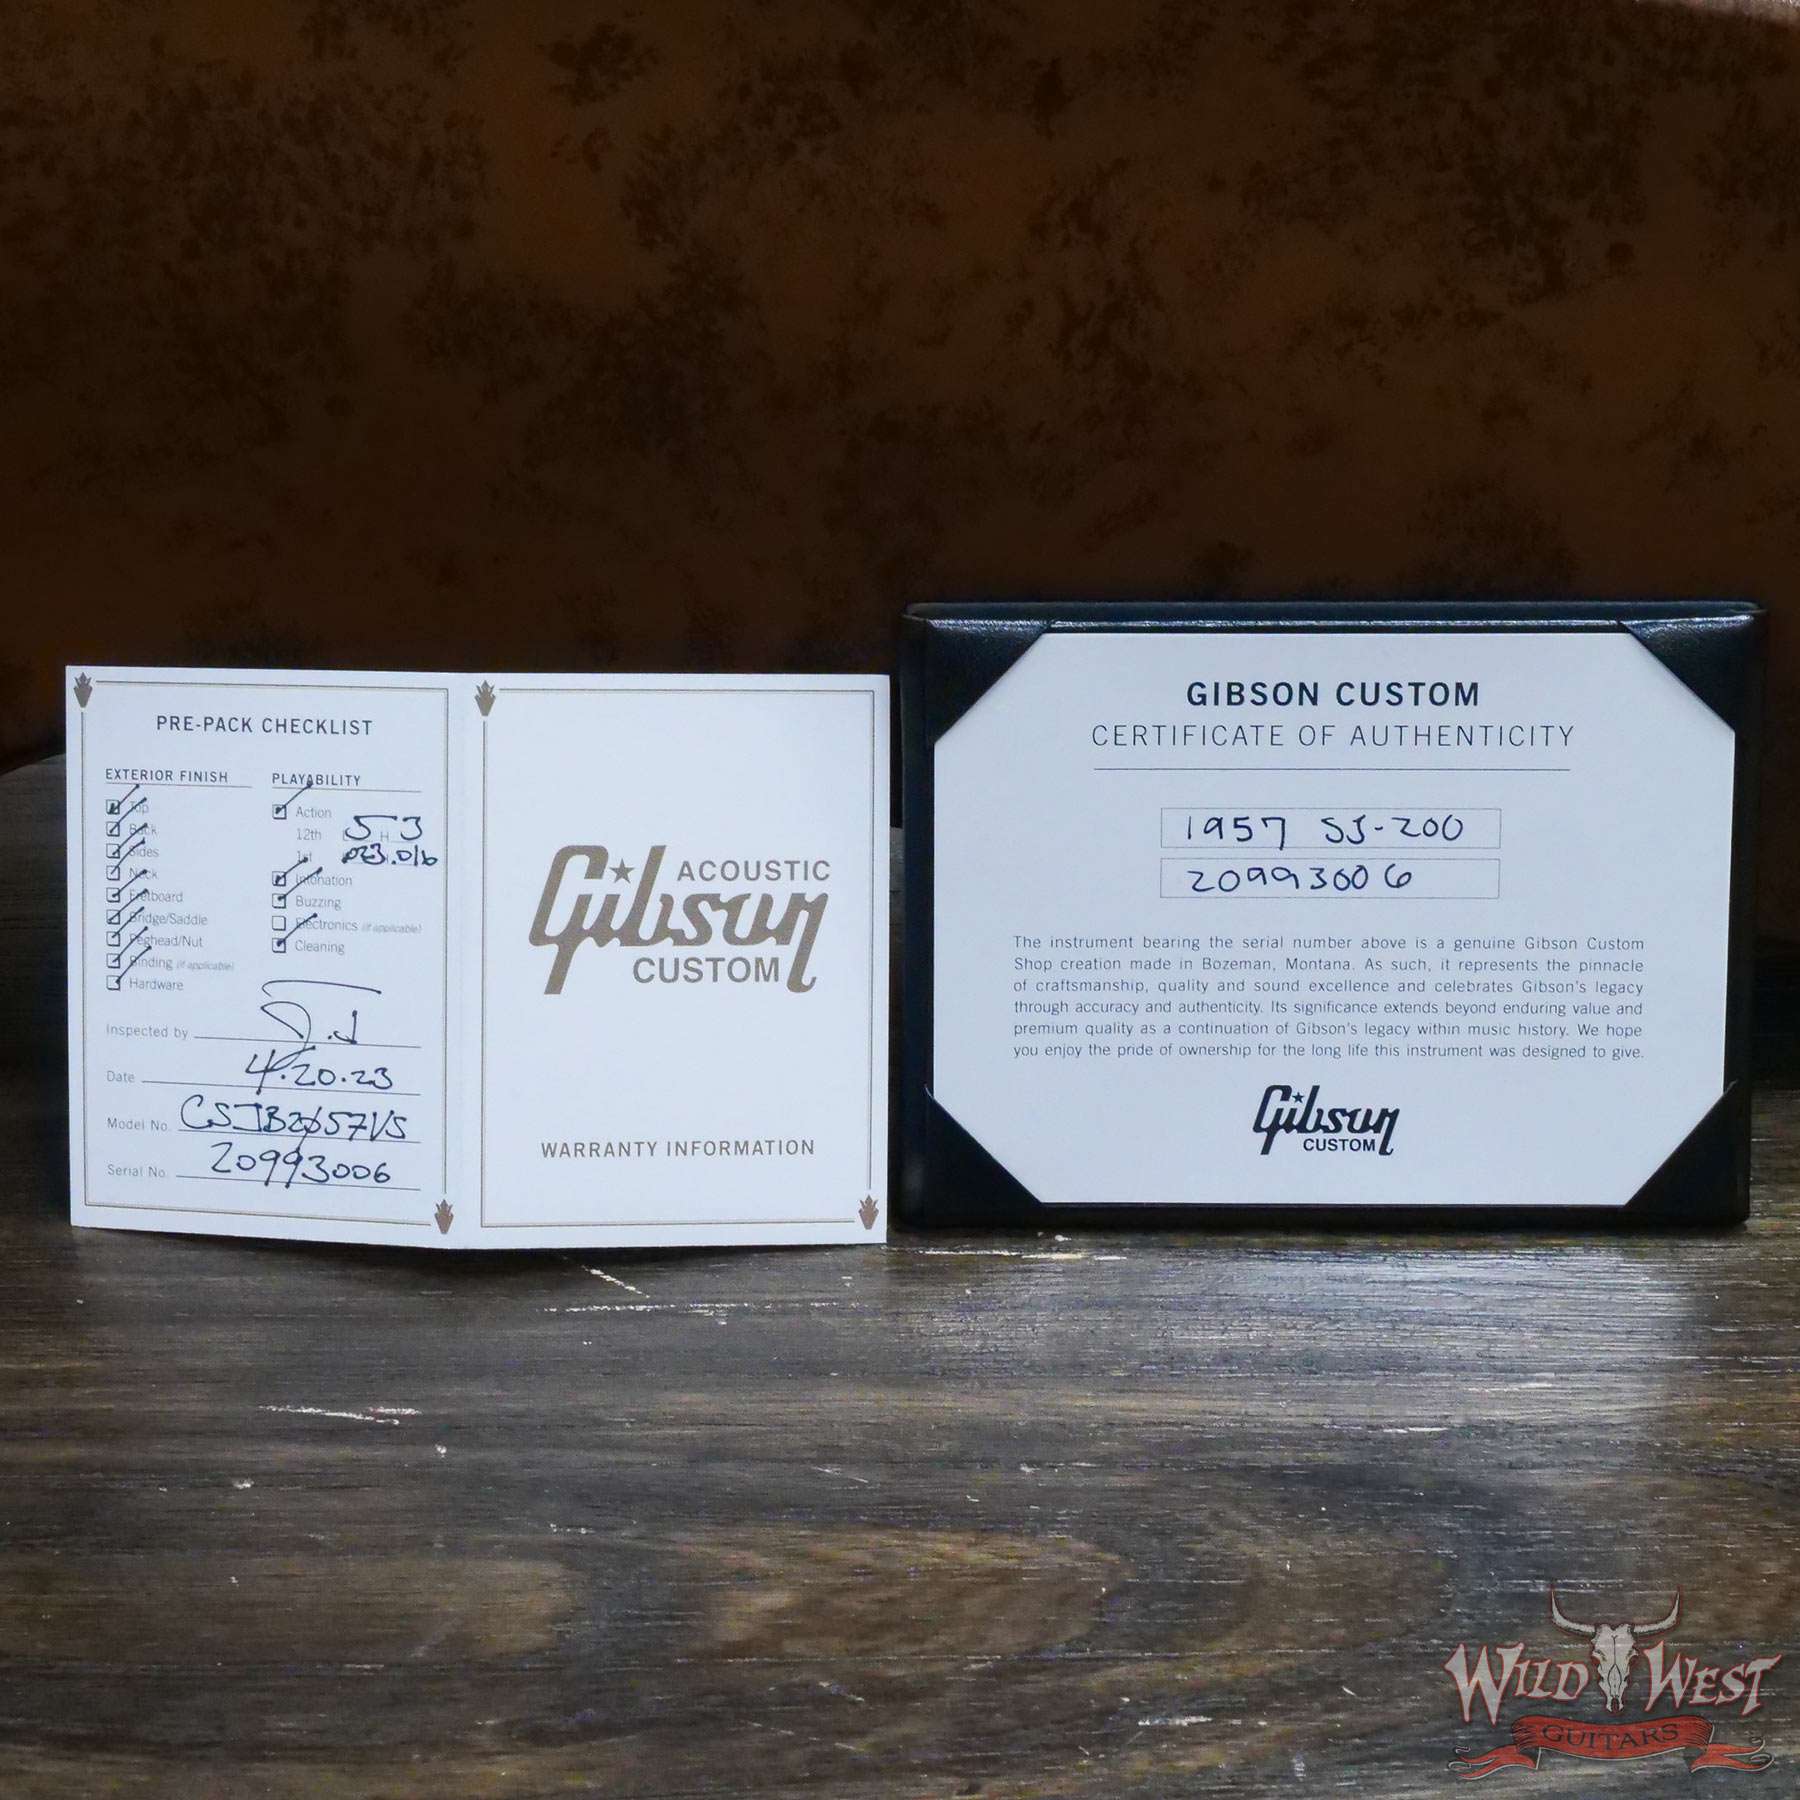 PRE-PACK CHECKLIST
EXTERIOR FINISH
Top
Back
Sides
Neck
Fretboard
Bridge/Saddle
Peghead/Nut
Binding (if applicable)
Hardware
PLAYABILITY
Action
12th L 5 H 3
1st .023 .016
Intonation
Buzzing
Electronics (if applicable)
Cleaning
Inspected by
Date 4.20.23
Model No. CSJB2057VS
Serial No. 20993006
ACOUSTIC
Gibson
CUSTOM
WARRANTY INFORMATION
GIBSON CUSTOM
CERTIFICATE OF AUTHENTICITY
1957 SJ-200
20993006
The instrument bearing the serial number above is a genuine Gibson Custom
Shop creation made in Bozeman, Montana. As such, it represents the pinnacle
of craftsmanship, quality and sound excellence and celebrates Gibson's legacy
through accuracy and authenticity. Its significance extends beyond enduring value and
premium quality as a continuation of Gibson's legacy within music history. We hope
you enjoy the pride of ownership for the long life this instrument was designed to give.
Gibson
CUSTOM
WILD WEST
GUITARS